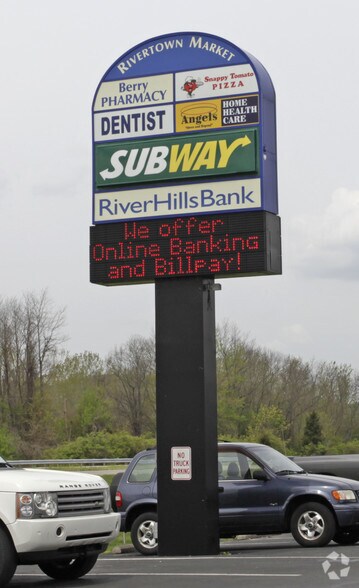 RIVERTOWN MARKET
BERRY
PHARMACY
Snappy Tomato
PIZZA
DENTIST
Angels
HOME
HEALTH
CARE
SUBWAY
RiverHillsBank
We offer
Online Banking
and Billpay!
NO
TRUCK
PARKING
RANGE ROVER